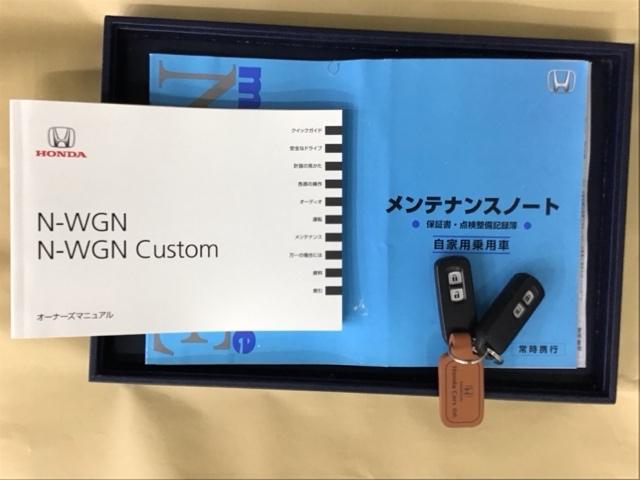 HONDA
N-WGN
N-WGN Custom
オーナーズマニュアル
クイックガイド
安全なドライブ
計器の見かた
各部の操作
オーディオ
運転
メンテナンス
万一の場合には
資料
索引
メンテナンスノート
保証書・点検整備記録簿
自家用乗用車
常時携行
Honda Cars